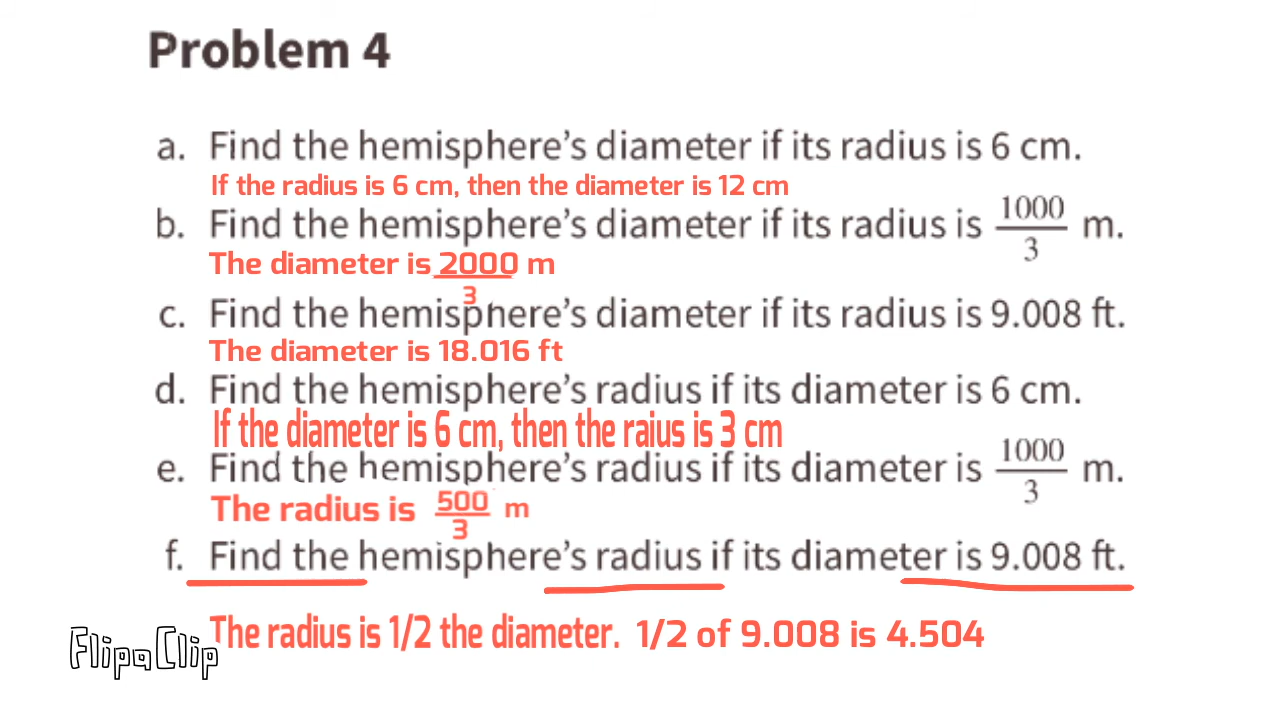 Problem 4
a. Find the hemisphere’s diameter if its radius is 6 cm.
If the radius is 6 cm, then the diameter is 12 cm
b. Find the hemisphere’s diameter if its radius is 1000/3 m.
The diameter is 2000/3 m
c. Find the hemisphere’s diameter if its radius is 9.008 ft.
The diameter is 18.016 ft
d. Find the hemisphere’s radius if its diameter is 6 cm.
If the diameter is 6 cm, then the raius is 3 cm
e. Find the hemisphere’s radius if its diameter is 1000/3 m.
The radius is 500/3 m
f. Find the hemisphere’s radius if its diameter is 9.008 ft.
The radius is 1/2 the diameter. 1/2 of 9.008 is 4.504
FlipaClip